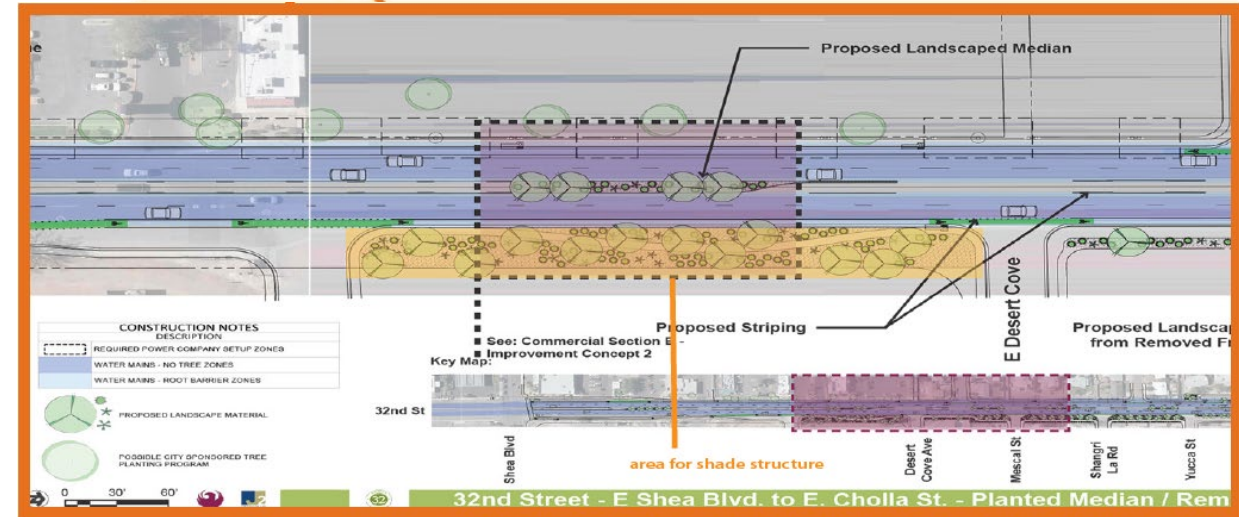 ne
Proposed Landscaped Median
E Desert Cove
Proposed Striping
Proposed Landscap
from Removed Fr
See: Commercial Section E -
Improvement Concept 2
CONSTRUCTION NOTES
DESCRIPTION
REQUIRED POWER COMPANY SETUP ZONES
WATER MAINS - NO TREE ZONES
WATER MAINS - ROOT BARRIER ZONES
PROPOSED LANDSCAPE MATERIAL
POSSIBLE CITY SPONSORED TREE
PLANTING PROGRAM
Key Map:
32nd St
Shea Blvd
Desert
Cove Ave
Mescal St
Shangri
La Rd
Yucca St
area for shade structure
0 30' 60'
32
32nd Street - E Shea Blvd. to E. Cholla St. - Planted Median / Rem